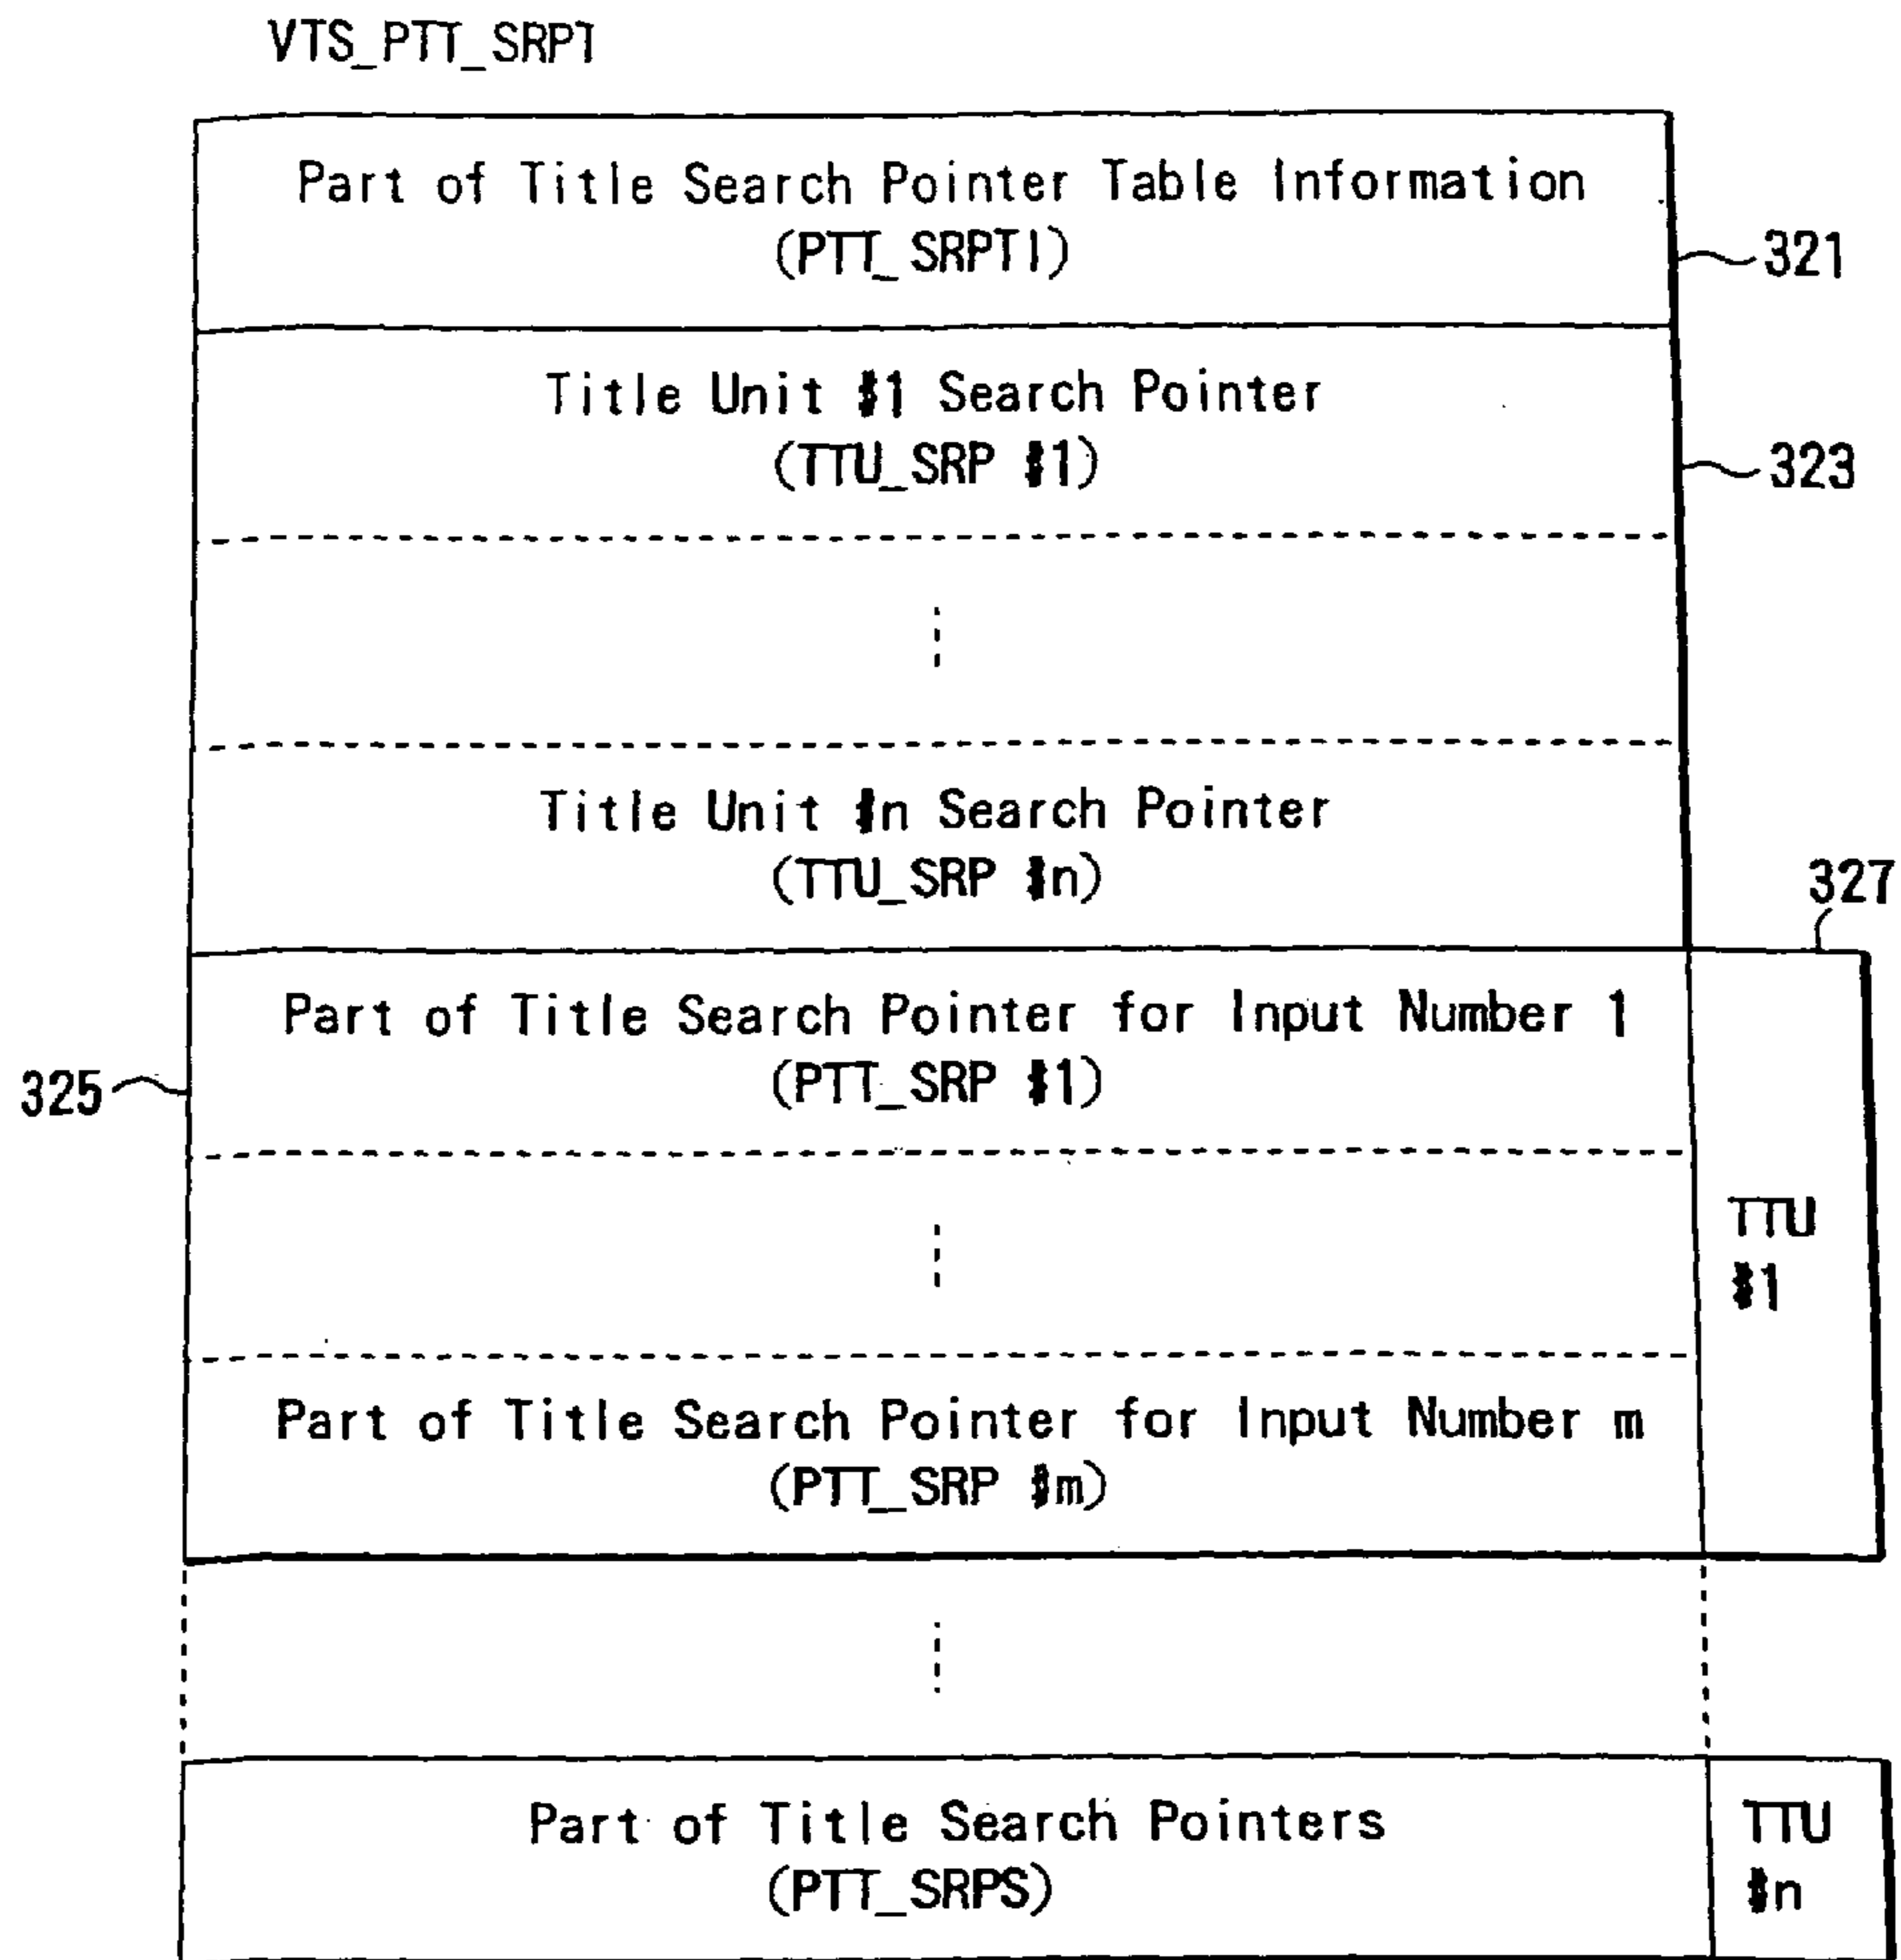 VTS_PTT_SRPT
Part of Title Search Pointer Table Information
(PTT_SRPTI)
321
Title Unit #1 Search Pointer
(TTU_SRP #1)
323
Title Unit #n Search Pointer
(TTU_SRP #n)
327
Part of Title Search Pointer for Input Number 1
(PTT_SRP #1)
325
TTU
#1
Part of Title Search Pointer for Input Number m
(PTT_SRP #m)
Part of Title Search Pointers
(PTT_SRPS)
TTU
#n